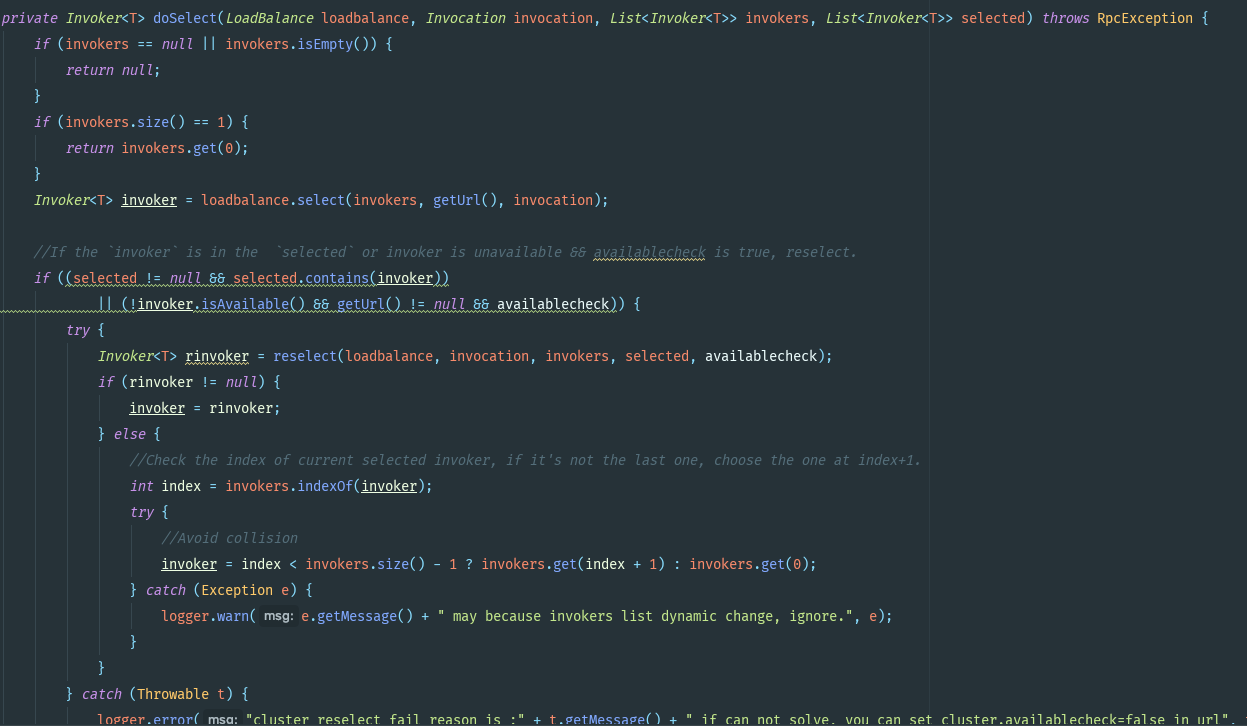 private Invoker<T> doSelect(LoadBalance loadbalance, Invocation invocation, List<Invoker<T>> invokers, List<Invoker<T>> selected) throws RpcException {
    if (invokers == null || invokers.isEmpty()) {
        return null;
    }
    if (invokers.size() == 1) {
        return invokers.get(0);
    }
    Invoker<T> invoker = loadbalance.select(invokers, getUrl(), invocation);

    //If the `invoker` is in the  `selected` or invoker is unavailable && availablecheck is true, reselect.
    if ((selected != null && selected.contains(invoker))
            || (!invoker.isAvailable() && getUrl() != null && availablecheck)) {
        try {
            Invoker<T> rinvoker = reselect(loadbalance, invocation, invokers, selected, availablecheck);
            if (rinvoker != null) {
                invoker = rinvoker;
            } else {
                //Check the index of current selected invoker, if it's not the last one, choose the one at index+1.
                int index = invokers.indexOf(invoker);
                try {
                    //Avoid collision
                    invoker = index < invokers.size() - 1 ? invokers.get(index + 1) : invokers.get(0);
                } catch (Exception e) {
                    logger.warn( msg: e.getMessage() + " may because invokers list dynamic change, ignore.", e);
                }
            }
        } catch (Throwable t) {
            logger.error( msg: "cluster reselect fail reason is :" + t.getMessage() + " if can not solve, you can set cluster.availablecheck=false in url",